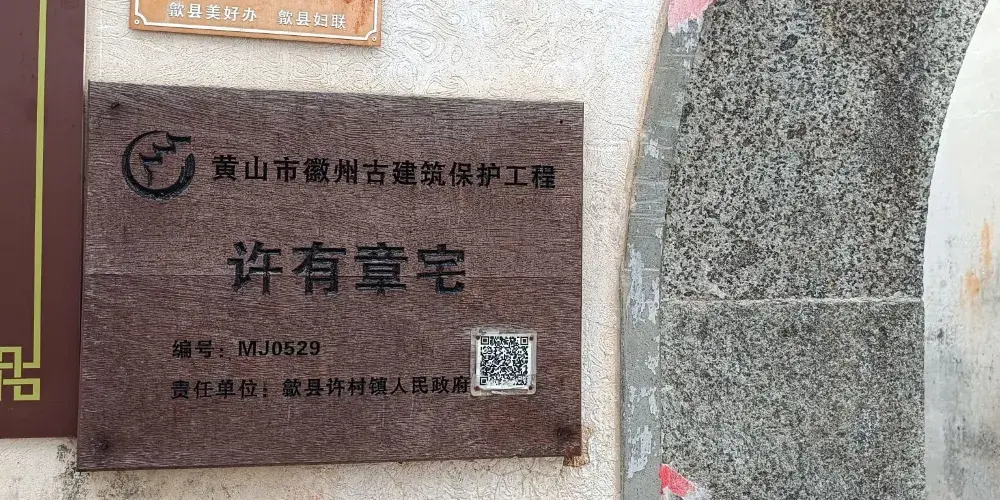 歙县美好办 歙县妇联
黄山市徽州古建筑保护工程
许有章宅
编号：MJ0529
责任单位：歙县许村镇人民政府